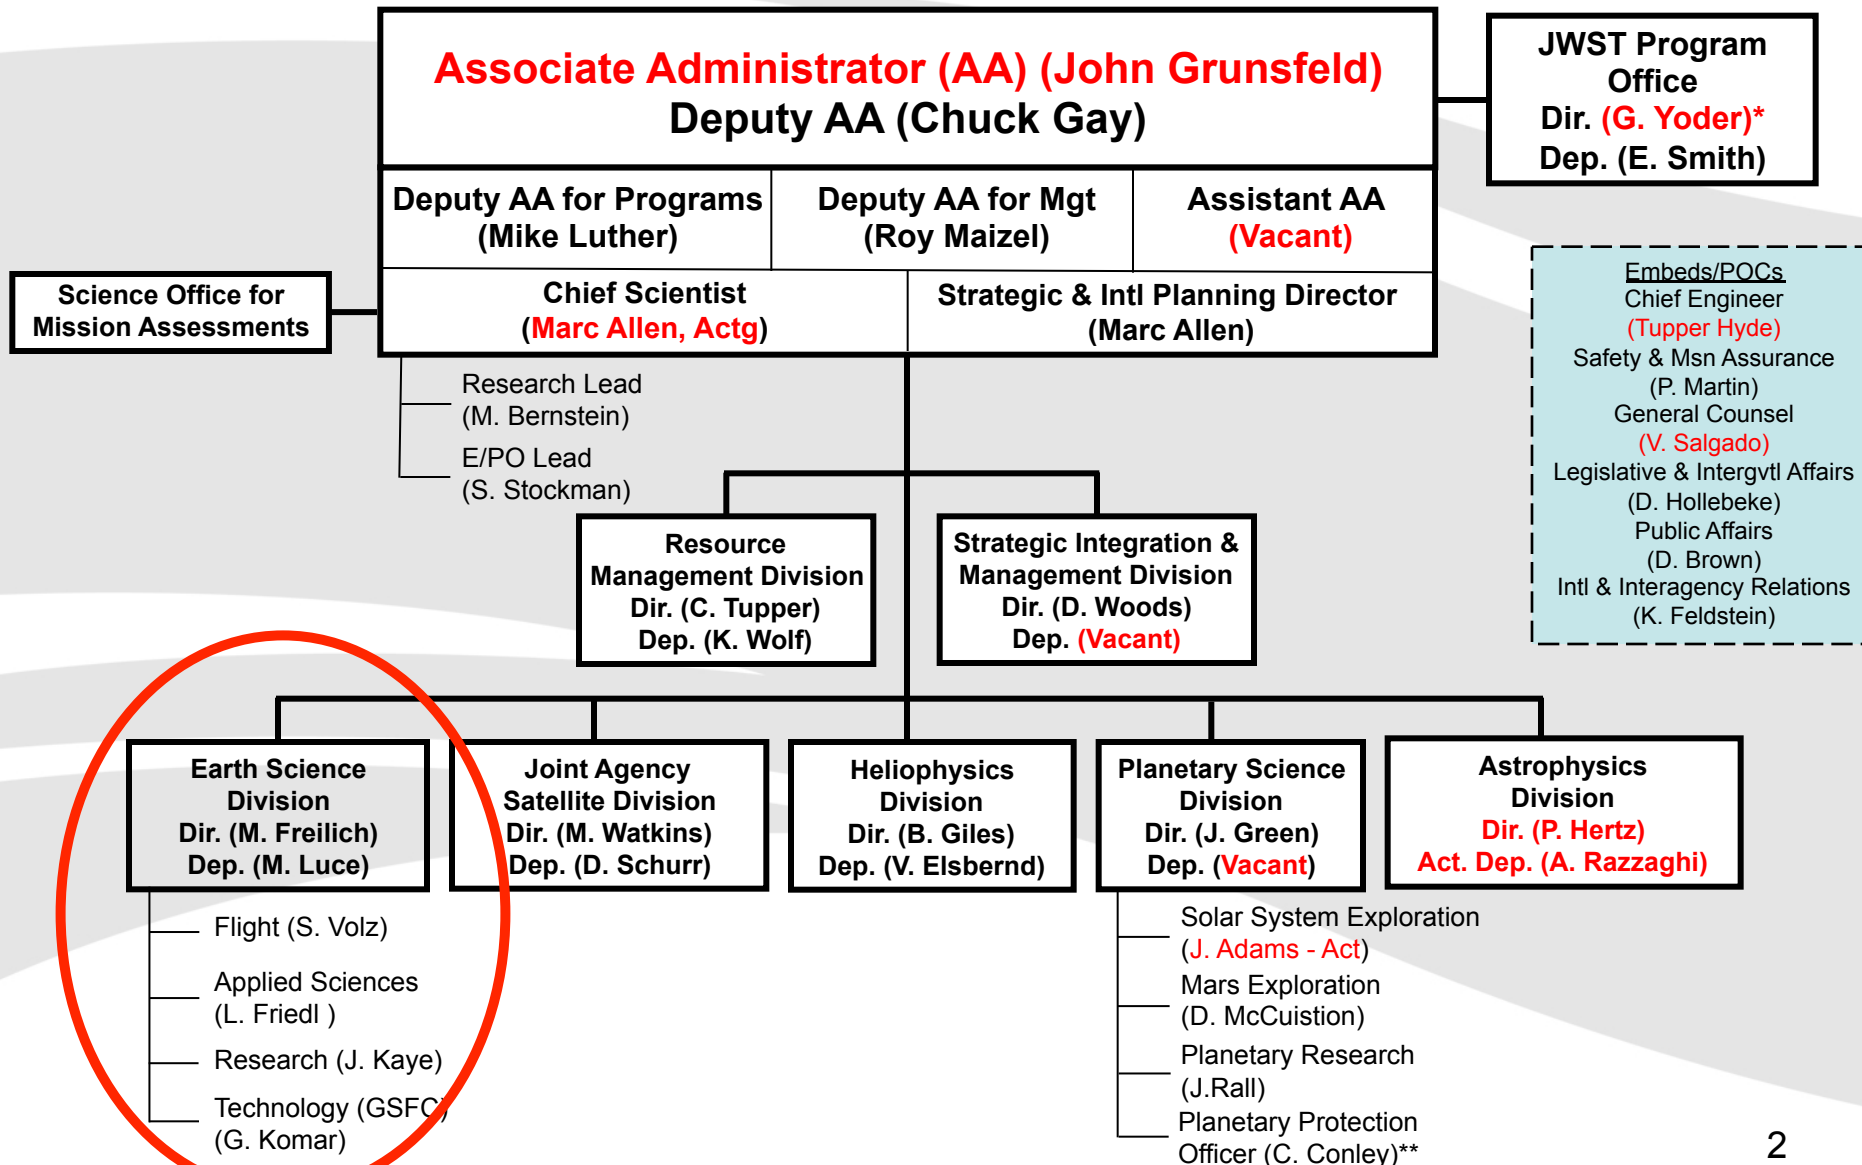 Associate Administrator (AA) (John Grunsfeld)
Deputy AA (Chuck Gay)
JWST Program
Office
Dir. (G. Yoder)*
Dep. (E. Smith)
Deputy AA for Programs
(Mike Luther)
Deputy AA for Mgt
(Roy Maizel)
Assistant AA
(Vacant)
Science Office for
Mission Assessments
Chief Scientist
(Marc Allen, Actg)
Strategic & Intl Planning Director
(Marc Allen)
Embeds/POCs
Chief Engineer
(Tupper Hyde)
Safety & Msn Assurance
(P. Martin)
General Counsel
(V. Salgado)
Legislative & Intergvtl Affairs
(D. Hollebeke)
Public Affairs
(D. Brown)
Intl & Interagency Relations
(K. Feldstein)
Research Lead
(M. Bernstein)
E/PO Lead
(S. Stockman)
Resource
Management Division
Dir. (C. Tupper)
Dep. (K. Wolf)
Strategic Integration &
Management Division
Dir. (D. Woods)
Dep. (Vacant)
Earth Science
Division
Dir. (M. Freilich)
Dep. (M. Luce)
Joint Agency
Satellite Division
Dir. (M. Watkins)
Dep. (D. Schurr)
Heliophysics
Division
Dir. (B. Giles)
Dep. (V. Elsbernd)
Planetary Science
Division
Dir. (J. Green)
Dep. (Vacant)
Astrophysics
Division
Dir. (P. Hertz)
Act. Dep. (A. Razzaghi)
Flight (S. Volz)
Applied Sciences
(L. Friedl )
Research (J. Kaye)
Technology (GSFC)
(G. Komar)
Solar System Exploration
(J. Adams - Act)
Mars Exploration
(D. McCuistion)
Planetary Research
(J.Rall)
Planetary Protection
Officer (C. Conley)**
2